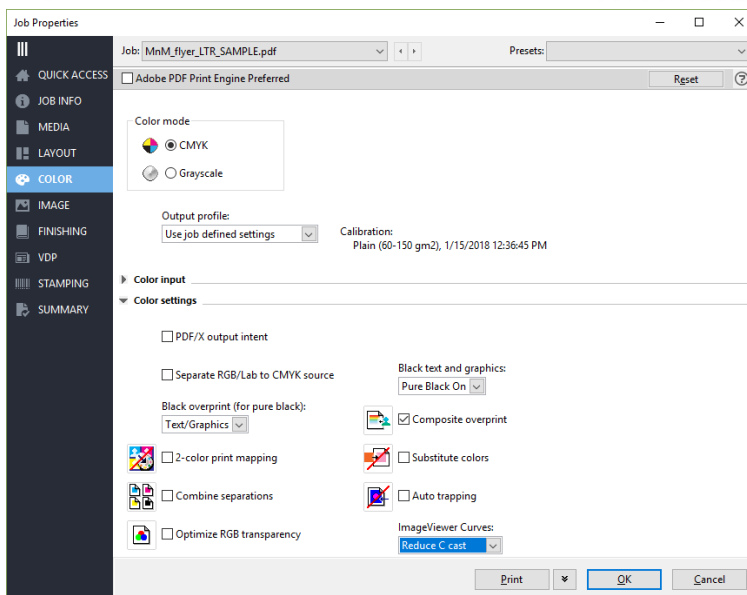 Job Properties
Job: MnM_flyer_LTR_SAMPLE.pdf
Presets:
QUICK ACCESS
JOB INFO
MEDIA
LAYOUT
COLOR
IMAGE
FINISHING
VDP
STAMPING
SUMMARY
Adobe PDF Print Engine Preferred
Reset
?
Color mode
CMYK
Grayscale
Output profile:
Use job defined settings
Calibration:
Plain (60-150 gm2), 1/15/2018 12:36:45 PM
Color input
Color settings
PDF/X output intent
Separate RGB/Lab to CMYK source
Black text and graphics:
Pure Black On
Black overprint (for pure black):
Text/Graphics
Composite overprint
2-color print mapping
Substitute colors
Combine separations
Auto trapping
Optimize RGB transparency
ImageViewer Curves:
Reduce C cast
Print
OK
Cancel